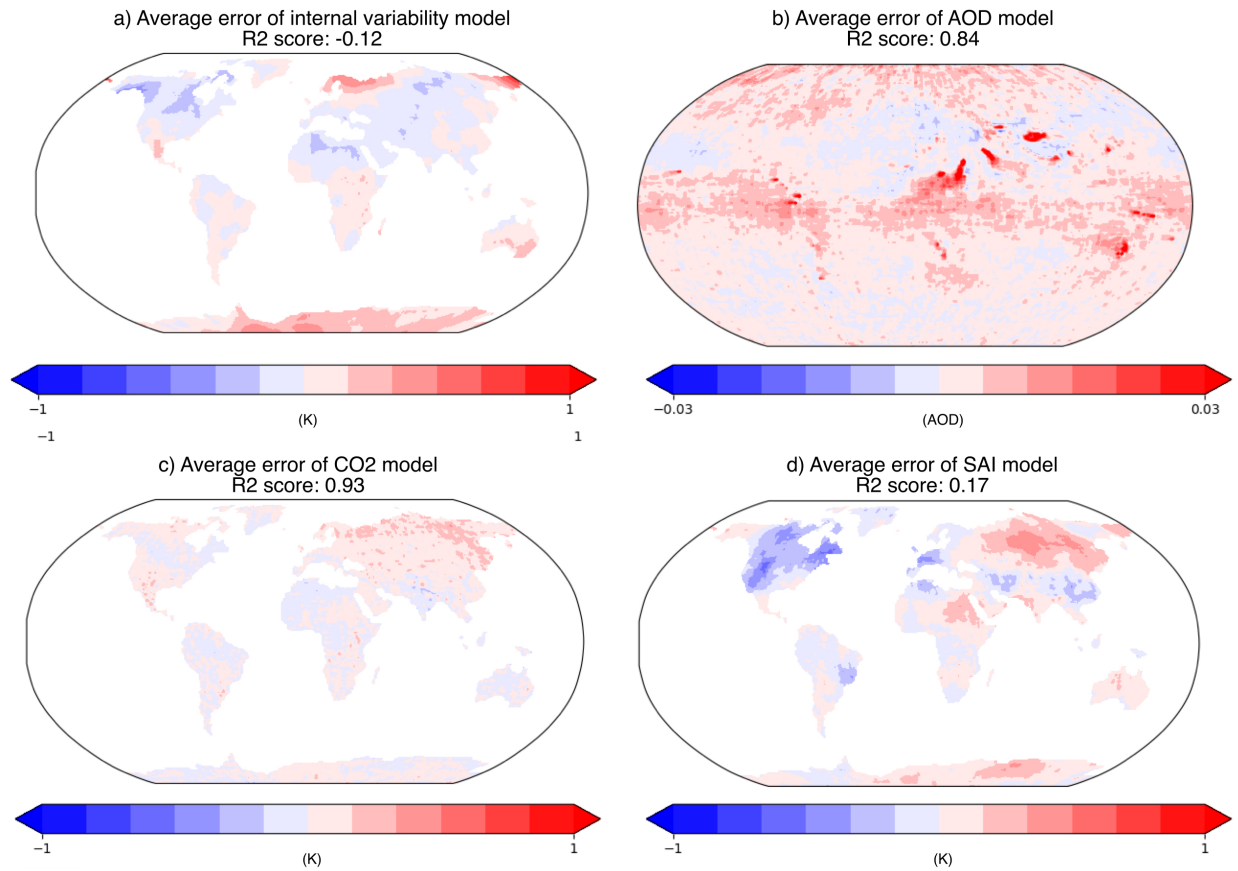 a) Average error of internal variability model
R2 score: -0.12
b) Average error of AOD model
R2 score: 0.84
−1
1
(K)
−1
1
−0.03
0.03
(AOD)
c) Average error of CO2 model
R2 score: 0.93
d) Average error of SAI model
R2 score: 0.17
−1
1
(K)
−1
1
(K)